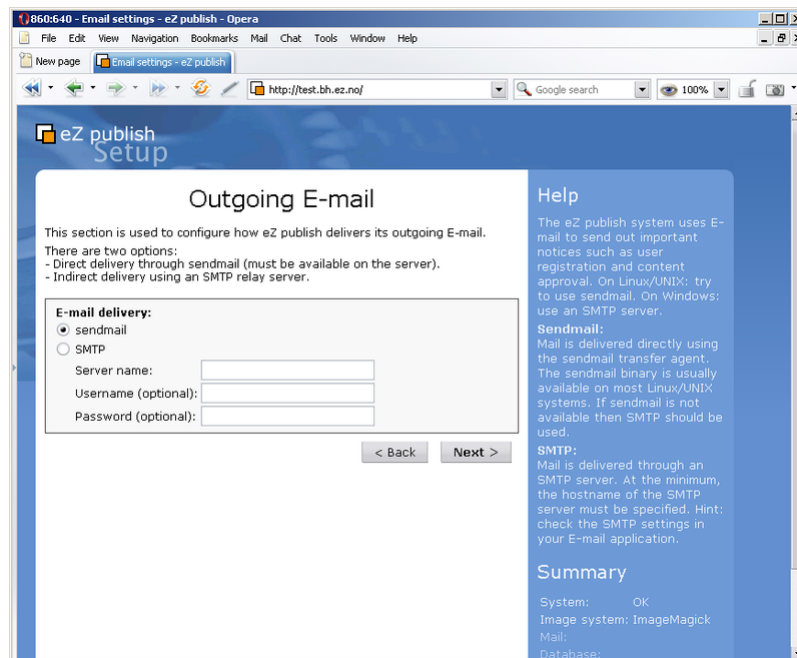 860:640 - Email settings - eZ publish - Opera
File Edit View Navigation Bookmarks Mail Chat Tools Window Help
New page
Email settings - eZ publish
http://test.bh.ez.no/
Google search
100%
eZ publish
Setup
Outgoing E-mail
This section is used to configure how eZ publish delivers its outgoing E-mail.
There are two options:
- Direct delivery through sendmail (must be available on the server).
- Indirect delivery using an SMTP relay server.
E-mail delivery:
sendmail
SMTP
Server name:
Username (optional):
Password (optional):
< Back
Next >
Help
The eZ publish system uses E-
mail to send out important
notices such as user
registration and content
approval. On Linux/UNIX: try
to use sendmail. On Windows:
use an SMTP server.
Sendmail:
Mail is delivered directly using
the sendmail transfer agent.
The sendmail binary is usually
available on most Linux/UNIX
systems. If sendmail is not
available then SMTP should be
used.
SMTP:
Mail is delivered through an
SMTP server. At the minimum,
the hostname of the SMTP
server must be specified. Hint:
check the SMTP settings in
your E-mail application.
Summary
System: OK
Image system: ImageMagick
Mail:
Database: